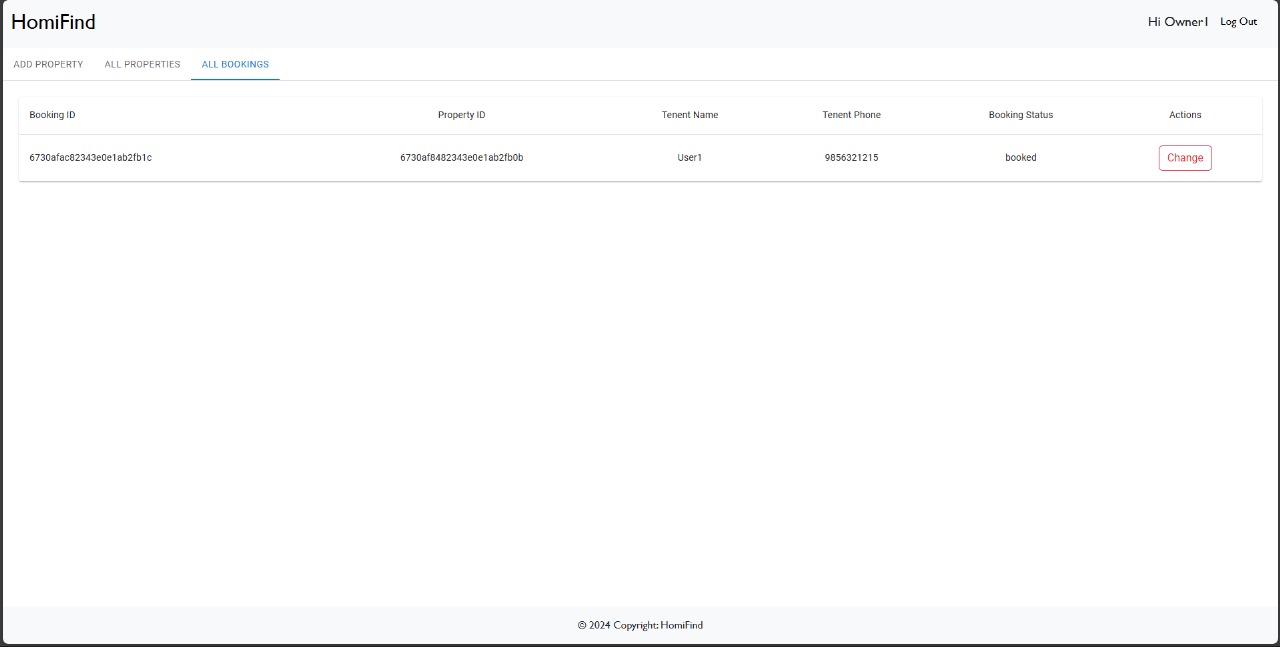 HomiFind
Hi Owner1 Log Out
ADD PROPERTY ALL PROPERTIES ALL BOOKINGS
Booking ID Property ID Tenent Name Tenent Phone Booking Status Actions
6730afac82343e0e1ab2fb1c 6730af8482343e0e1ab2fb0b User1 9856321215 booked Change
© 2024 Copyright: HomiFind